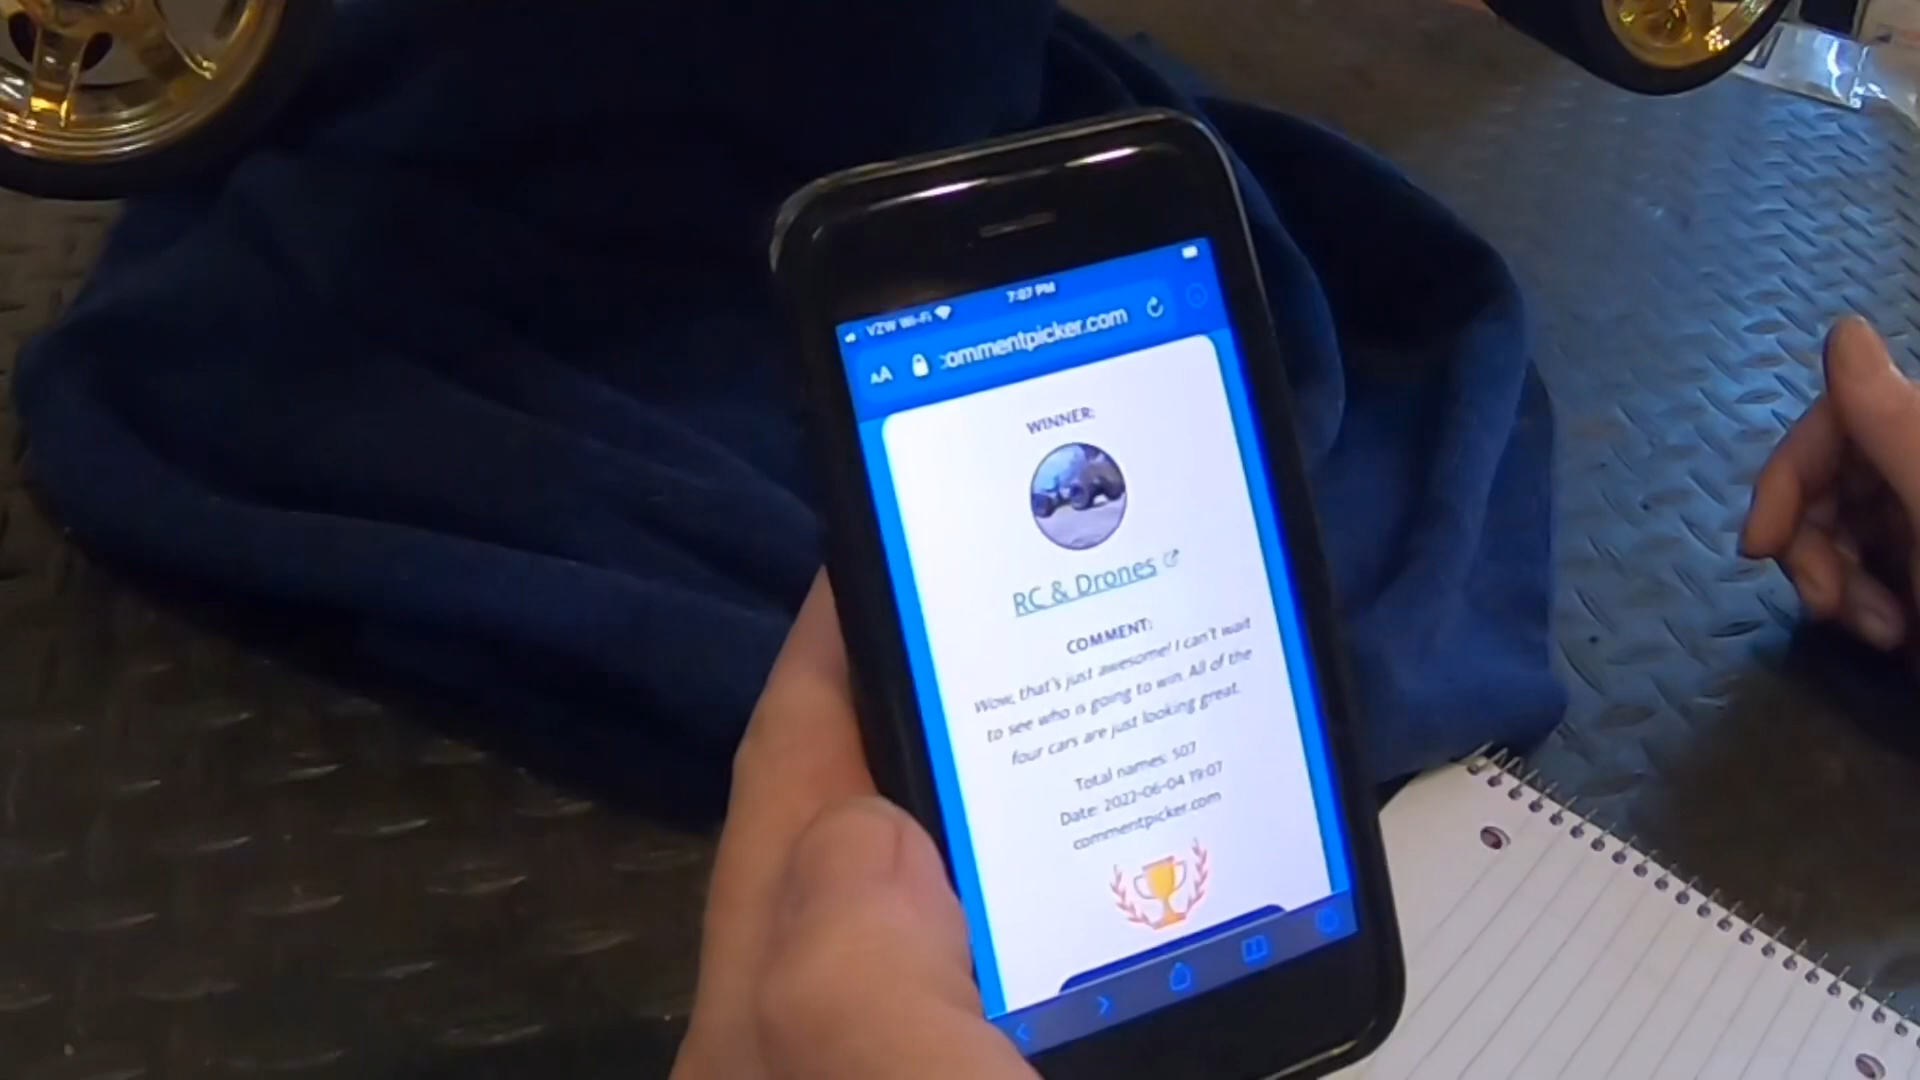 VZW Wi-Fi 7:07 PM
AA ommentpicker.com
WINNER:
RC & Drones
COMMENT:
Wow, that's just awesome! I can't wait
to see who is going to win. All of the
four cars are just looking great.
Total names: 507
Date: 2022-06-04 19:07
commentpicker.com